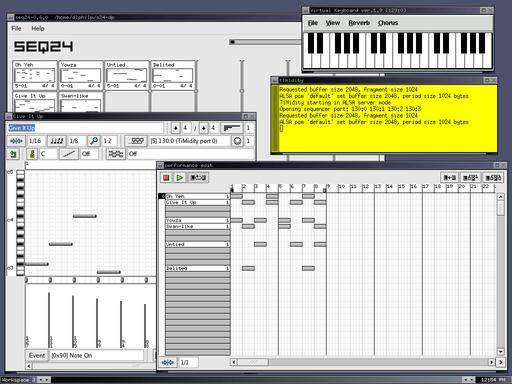 seq24-0.6.0 /home/dlphilp/s24-dp
File Help
SEQ24
Oh Yeh
Yowza
Untied
Delited
5-01 4/4
5-01 4/4
5-01 4/4
5-01 4/4
Give It Up
Swan-like
Virtual Keyboard ver.1.9 [129:0]
File View Reverb Chorus
timidity
Requested buffer size 2048, fragment size 1024
ALSA pcm 'default' set buffer size 2048, period size 1024 bytes
TiMidity starting in ALSA server mode
Opening sequencer port: 130:0 130:1 130:2 130:3
Requested buffer size 2048, fragment size 1024
ALSA pcm 'default' set buffer size 2048, period size 1024 bytes
Give It Up
Give It Up
4 / 4
1
1/16
1/8
1:2
[5] 130:0 (TiMidity port 0)
1
C
Off
Off
1
c5
c4
c3
Event [0x90] Note On
performance edit
1 2 3 4 5 6 7 8 9 10 11 12 13 14 15 16 17 18 19 20 21 22
Oh Yeh 1
Give It Up 1
Yowza 1
Swan-like 1
Untied 1
Delited 1
1/1
Workspace 3
12:54 PM